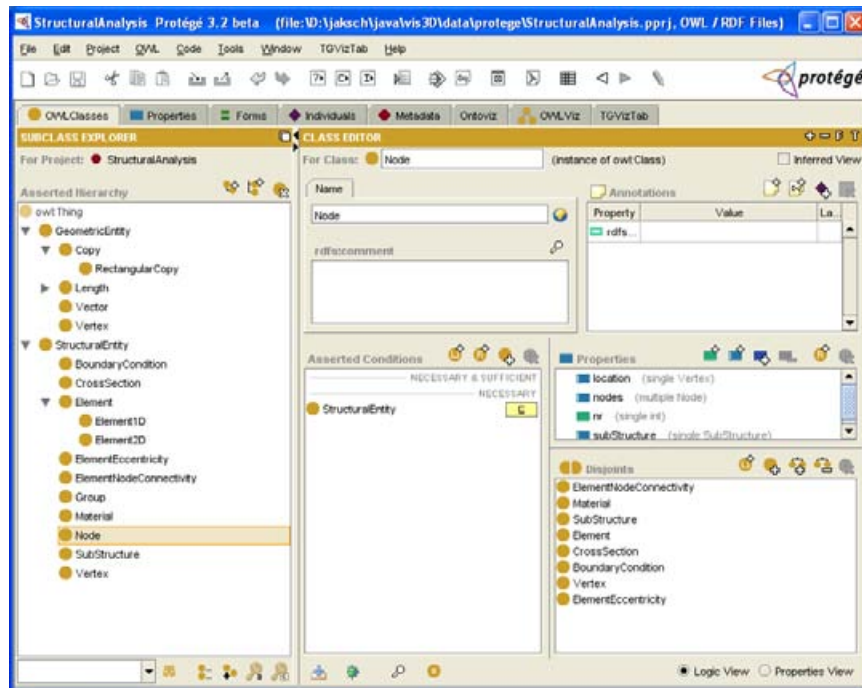 StructuralAnalysis Protégé 3.2 beta (file:\D:\jaksch\java\vis3D\data\protege\StructuralAnalysis.pprj, OWL / RDF Files)
File Edit Project OWL Code Tools Window TGVizTab Help
protégé
OWLClasses Properties Forms Individuals Metadata Ontoviz OWLViz TGVizTab
SUBCLASS EXPLORER
CLASS EDITOR
For Project: StructuralAnalysis
For Class: Node (instance of owl:Class) Inferred View
Asserted Hierarchy
Name
Annotations
owl:Thing
Node
Property Value La...
GeometricEntity
rdfs...
Copy
rdfs:comment
RectangularCopy
Length
Vector
Vertex
StructuralEntity
BoundaryCondition
CrossSection
Element
Element1D
Element2D
ElementEccentricity
ElementNodeConnectivity
Group
Material
Node
SubStructure
Vertex
Asserted Conditions
NECESSARY & SUFFICIENT
NECESSARY
StructuralEntity
Properties
location (single Vertex)
nodes (multiple Node)
nr (single int)
subStructure (single SubStructure)
Disjoints
ElementNodeConnectivity
Material
SubStructure
Element
CrossSection
BoundaryCondition
Vertex
ElementEccentricity
Logic View Properties View